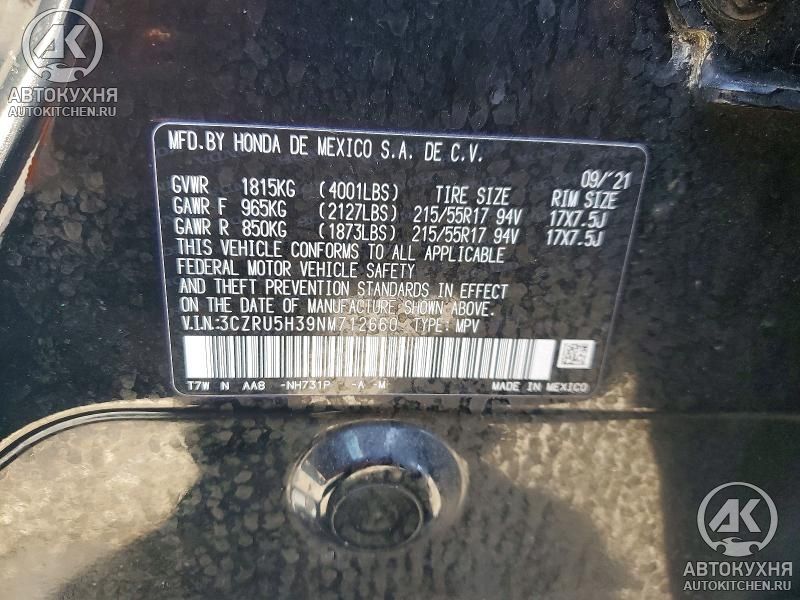 АК
АВТОКУХНЯ
AUTOKITCHEN.RU
MFD.BY HONDA DE MEXICO S.A. DE C.V.
09/'21
GVWR 1815KG (4001LBS) TIRE SIZE RIM SIZE
GAWR F 965KG (2127LBS) 215/55R17 94V 17X7.5J
GAWR R 850KG (1873LBS) 215/55R17 94V 17X7.5J
THIS VEHICLE CONFORMS TO ALL APPLICABLE
FEDERAL MOTOR VEHICLE SAFETY
AND THEFT PREVENTION STANDARDS IN EFFECT
ON THE DATE OF MANUFACTURE SHOWN ABOVE.
V.I.N:3CZRU5H39NM712660 TYPE: MPV
T7W N AA8 -NH731P -A -M MADE IN MEXICO
АК
АВТОКУХНЯ
AUTOKITCHEN.RU